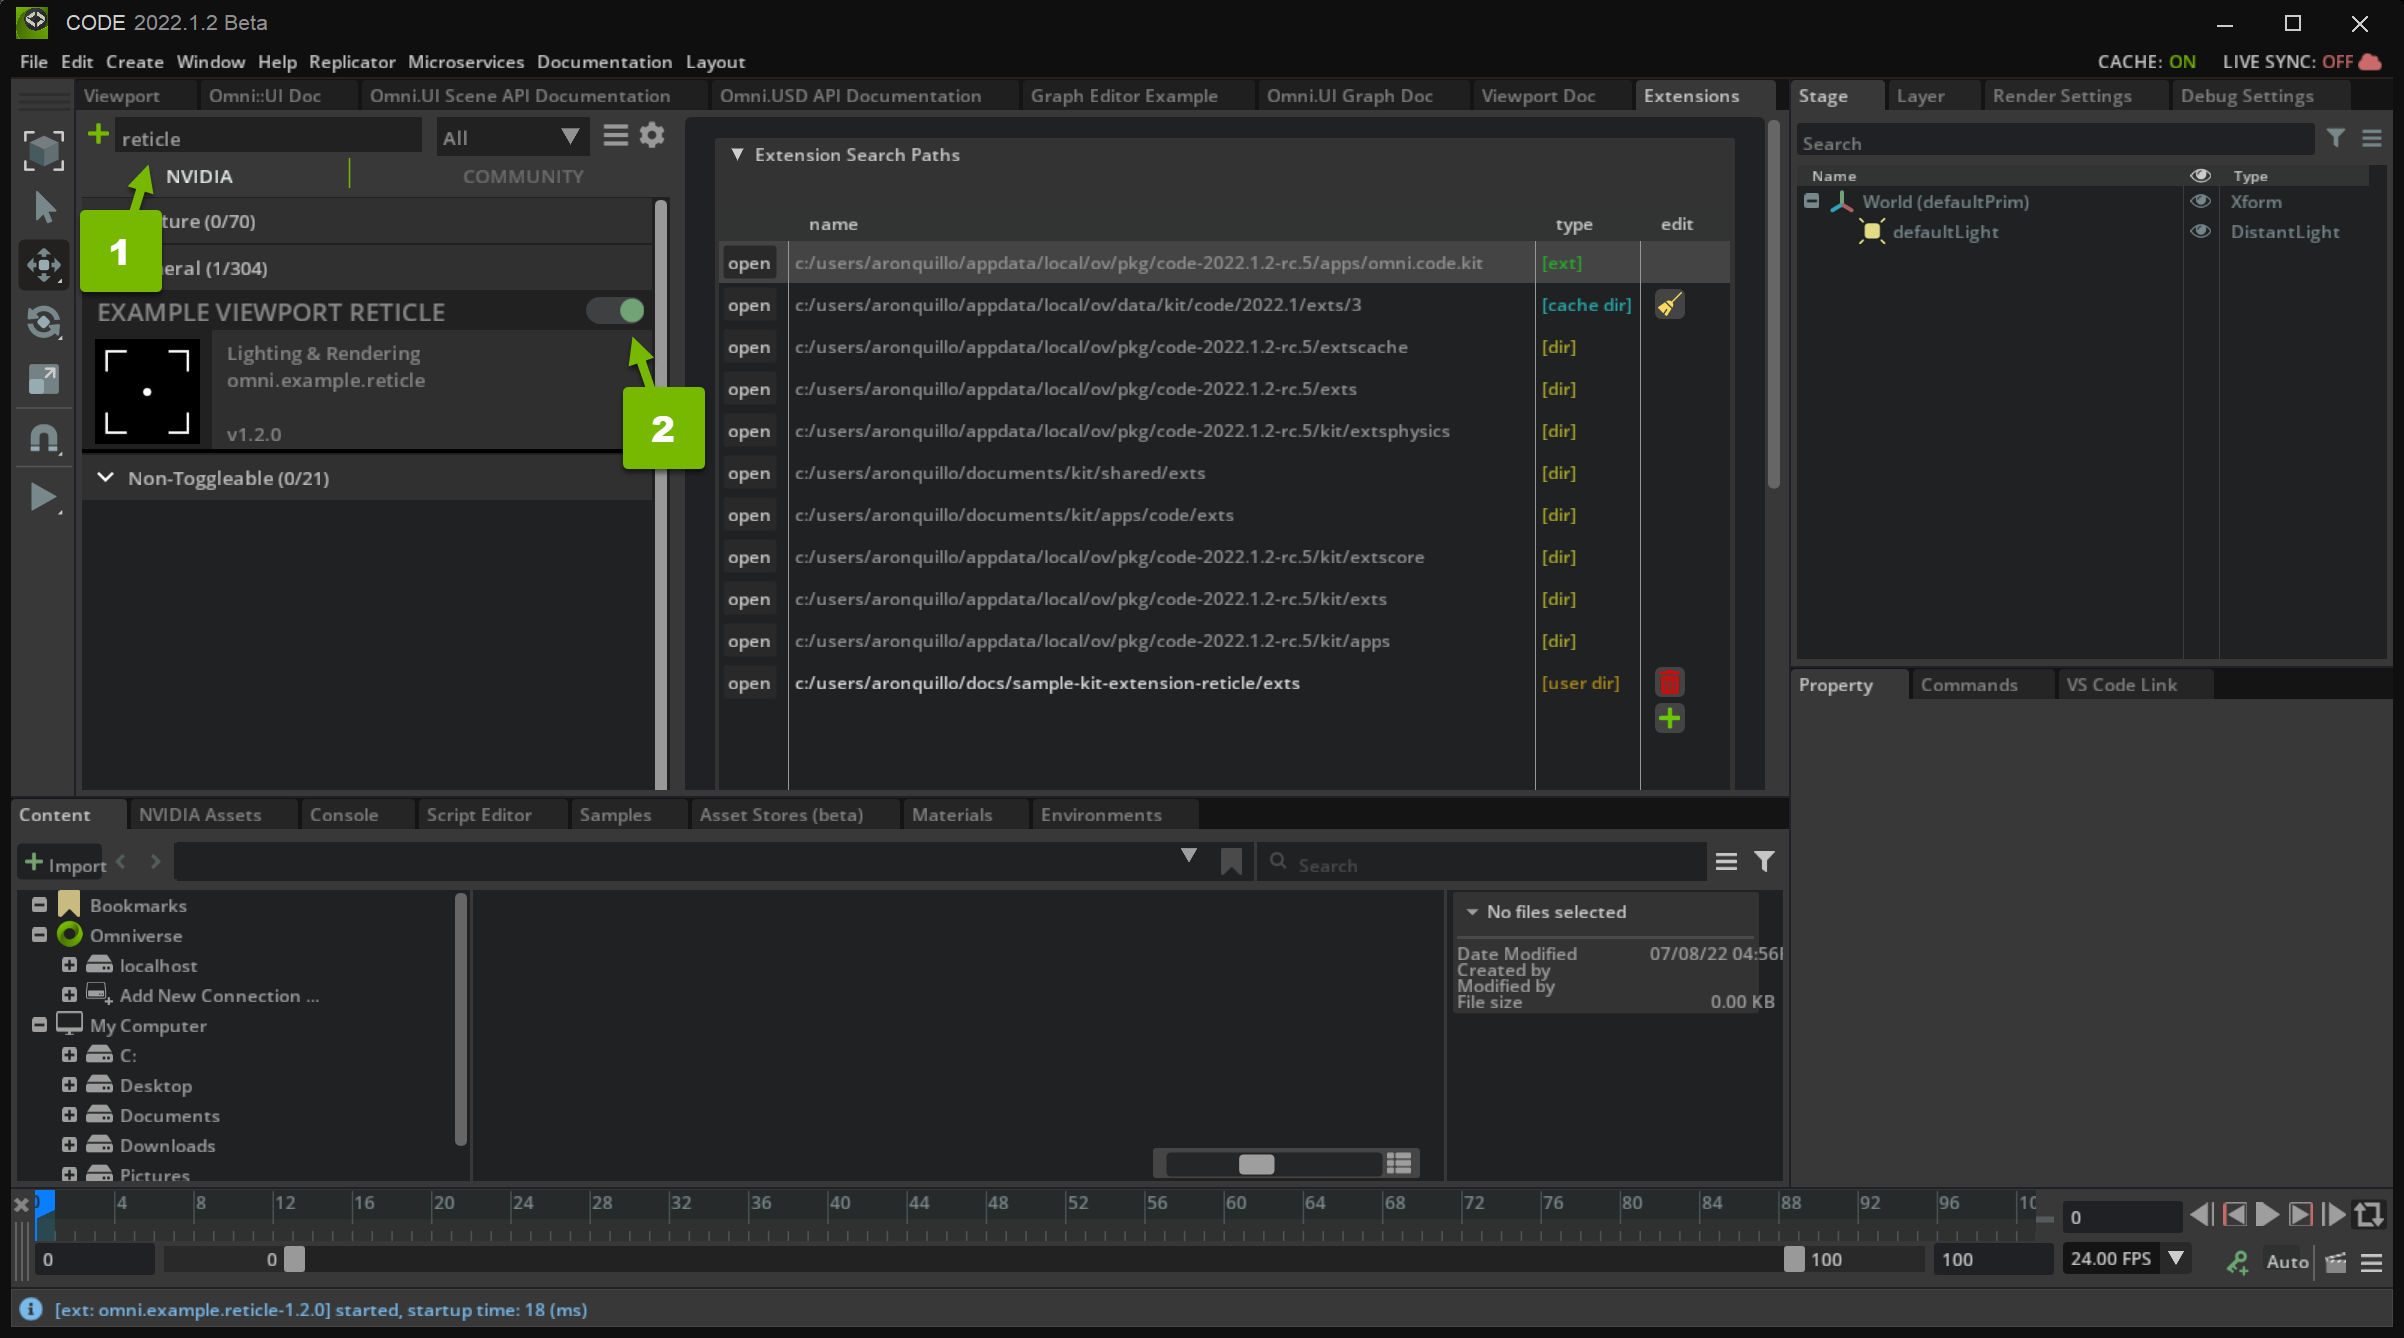 CODE 2022.1.2 Beta
File Edit Create Window Help Replicator Microservices Documentation Layout
CACHE: ON LIVE SYNC: OFF
Viewport Omni::UI Doc Omni.UI Scene API Documentation Omni.USD API Documentation Graph Editor Example Omni.UI Graph Doc Viewport Doc Extensions
reticle
All
NVIDIA COMMUNITY
ture (0/70)
1
eral (1/304)
EXAMPLE VIEWPORT RETICLE
Lighting & Rendering
omni.example.reticle
v1.2.0
2
Non-Toggleable (0/21)
Extension Search Paths
name type edit
open c:/users/aronquillo/appdata/local/ov/pkg/code-2022.1.2-rc.5/apps/omni.code.kit [ext]
open c:/users/aronquillo/appdata/local/ov/data/kit/code/2022.1/exts/3 [cache dir]
open c:/users/aronquillo/appdata/local/ov/pkg/code-2022.1.2-rc.5/extscache [dir]
open c:/users/aronquillo/appdata/local/ov/pkg/code-2022.1.2-rc.5/exts [dir]
open c:/users/aronquillo/appdata/local/ov/pkg/code-2022.1.2-rc.5/kit/extsphysics [dir]
open c:/users/aronquillo/documents/kit/shared/exts [dir]
open c:/users/aronquillo/documents/kit/apps/code/exts [dir]
open c:/users/aronquillo/appdata/local/ov/pkg/code-2022.1.2-rc.5/kit/extscore [dir]
open c:/users/aronquillo/appdata/local/ov/pkg/code-2022.1.2-rc.5/kit/exts [dir]
open c:/users/aronquillo/appdata/local/ov/pkg/code-2022.1.2-rc.5/kit/apps [dir]
open c:/users/aronquillo/docs/sample-kit-extension-reticle/exts [user dir]
Stage Layer Render Settings Debug Settings
Search
Name Type
World (defaultPrim) Xform
defaultLight DistantLight
Property Commands VS Code Link
Content NVIDIA Assets Console Script Editor Samples Asset Stores (beta) Materials Environments
Import
Search
Bookmarks
Omniverse
localhost
Add New Connection ...
My Computer
C:
Desktop
Documents
Downloads
Pictures
No files selected
Date Modified 07/08/22 04:56
Created by
Modified by
File size 0.00 KB
4 8 12 16 20 24 28 32 36 40 44 48 52 56 60 64 68 72 76 80 84 88 92 96 10
0
0 0 100 100 24.00 FPS Auto
[ext: omni.example.reticle-1.2.0] started, startup time: 18 (ms)